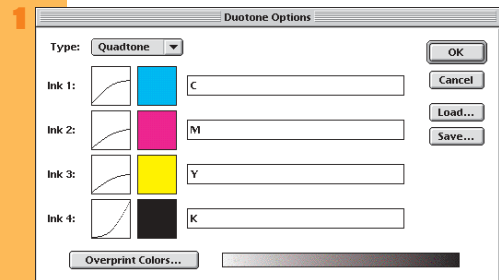 1
Duotone Options
Type: Quadtone
OK
Ink 1: C
Cancel
Load...
Ink 2: M
Save...
Ink 3: Y
Ink 4: K
Overprint Colors...